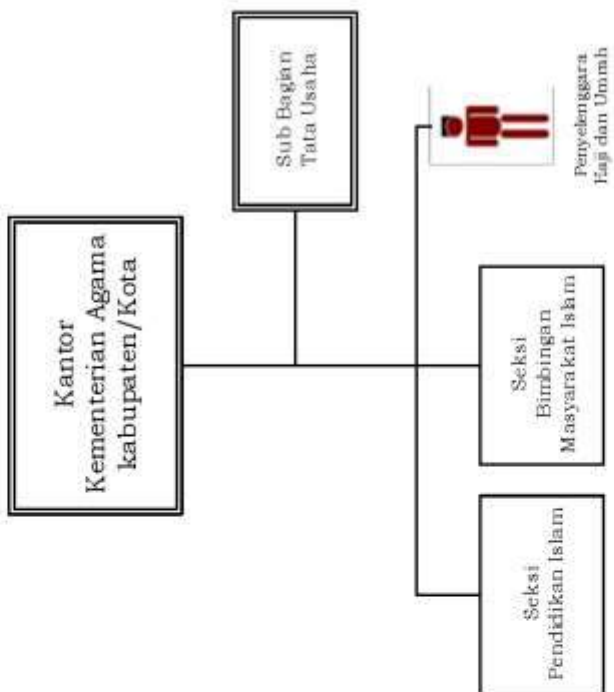 Kantor
Kementerian Agama
kabupaten/Kota
Sub Bagian
Tata Usaha
Seksi
Pendidikan Islam
Seksi
Bimbingan
Masyarakat Islam
Penyelenggara
Haji dan Umrah